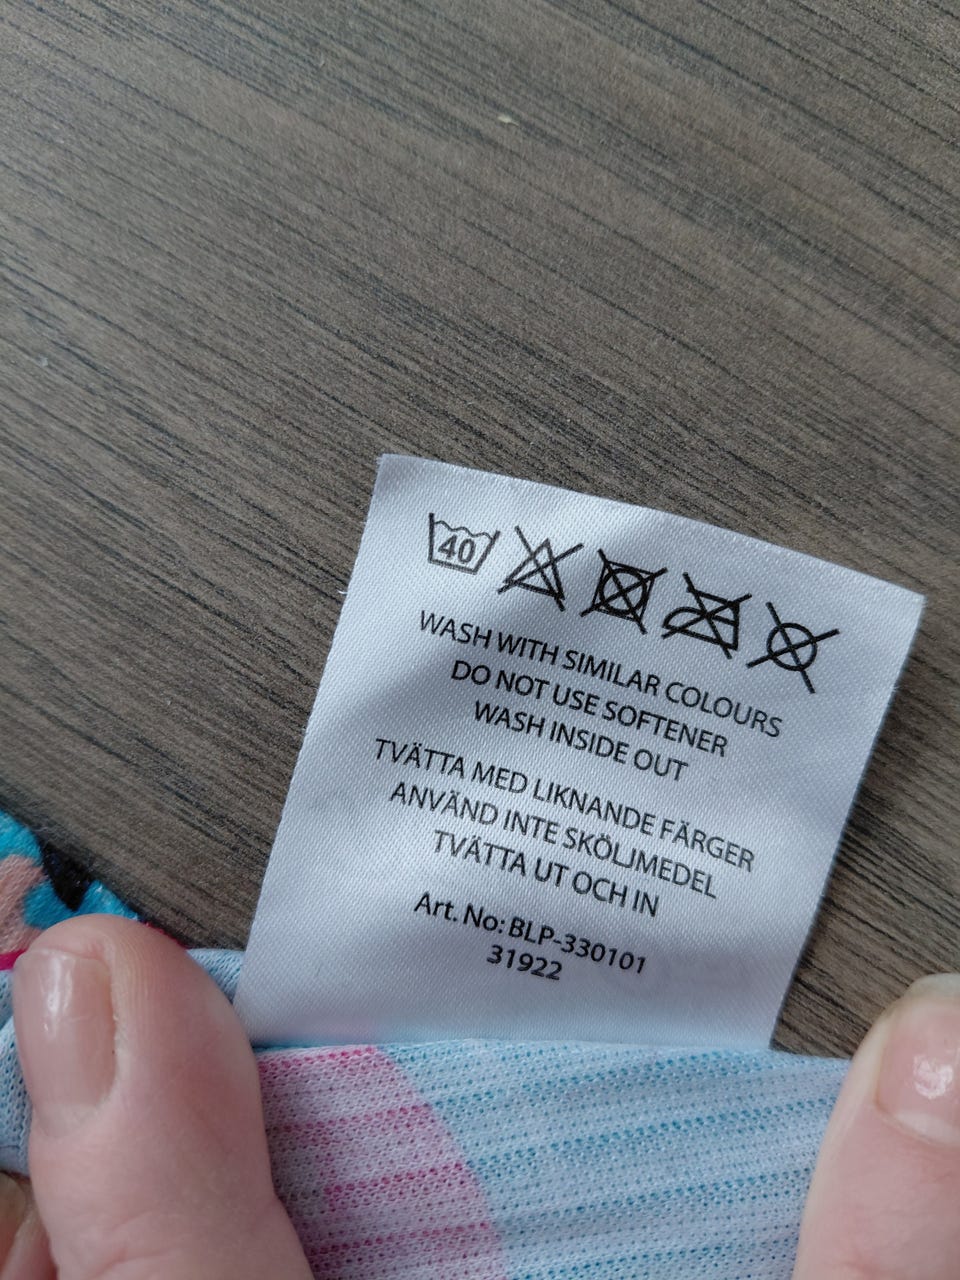 40
WASH WITH SIMILAR COLOURS
DO NOT USE SOFTENER
WASH INSIDE OUT
TVÄTTA MED LIKNANDE FÄRGER
ANVÄND INTE SKÖLJMEDEL
TVÄTTA UT OCH IN
Art. No: BLP-330101
31922